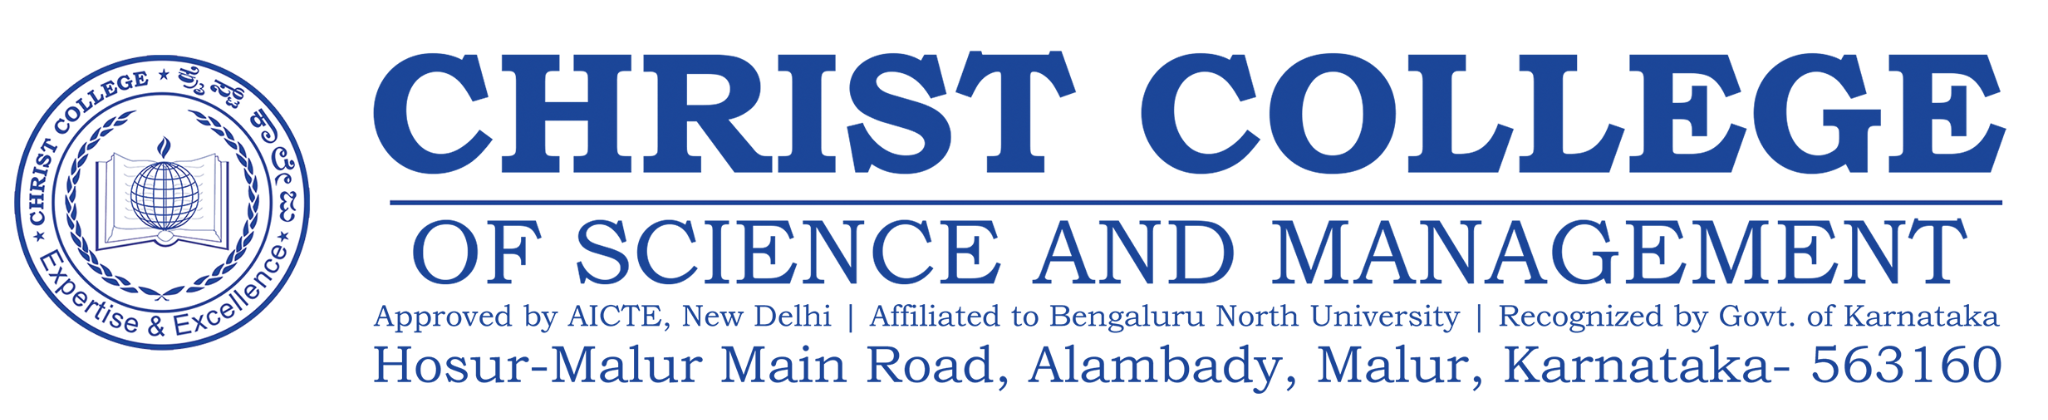 CHRIST COLLEGE ★ ಕ್ರೈಸ್ಟ್ ಕಾಲೇಜು ★
Expertise & Excellence
CHRIST COLLEGE
OF SCIENCE AND MANAGEMENT
Approved by AICTE, New Delhi | Affiliated to Bengaluru North University | Recognized by Govt. of Karnataka
Hosur-Malur Main Road, Alambady, Malur, Karnataka- 563160